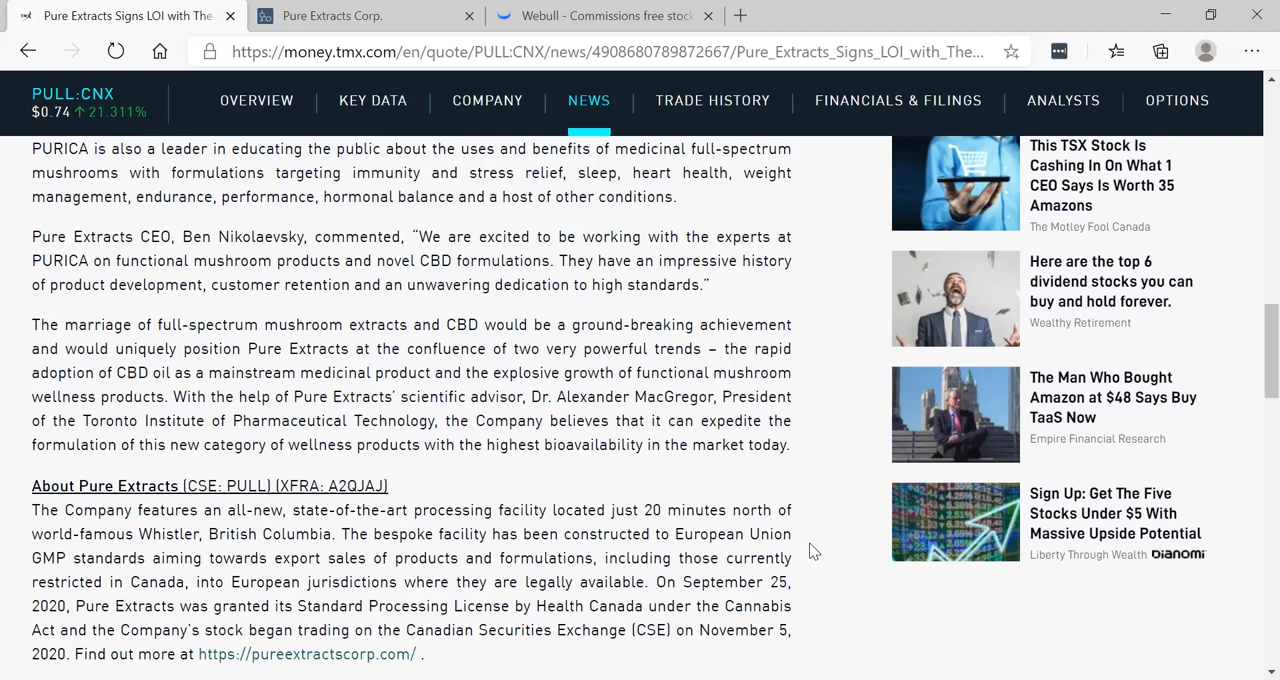 Pure Extracts Signs LOI with The
Pure Extracts Corp.
Webull - Commissions free stock
https://money.tmx.com/en/quote/PULL:CNX/news/4908680789872667/Pure_Extracts_Signs_LOI_with_The...
PULL:CNX
$0.74 ↑ 21.311%
OVERVIEW
KEY DATA
COMPANY
NEWS
TRADE HISTORY
FINANCIALS & FILINGS
ANALYSTS
OPTIONS
PURICA is also a leader in educating the public about the uses and benefits of medicinal full-spectrum
mushrooms with formulations targeting immunity and stress relief, sleep, heart health, weight
management, endurance, performance, hormonal balance and a host of other conditions.
Pure Extracts CEO, Ben Nikolaevsky, commented, “We are excited to be working with the experts at
PURICA on functional mushroom products and novel CBD formulations. They have an impressive history
of product development, customer retention and an unwavering dedication to high standards.”
The marriage of full-spectrum mushroom extracts and CBD would be a ground-breaking achievement
and would uniquely position Pure Extracts at the confluence of two very powerful trends – the rapid
adoption of CBD oil as a mainstream medicinal product and the explosive growth of functional mushroom
wellness products. With the help of Pure Extracts’ scientific advisor, Dr. Alexander MacGregor, President
of the Toronto Institute of Pharmaceutical Technology, the Company believes that it can expedite the
formulation of this new category of wellness products with the highest bioavailability in the market today.
About Pure Extracts (CSE: PULL) (XFRA: A2QJAJ)
The Company features an all-new, state-of-the-art processing facility located just 20 minutes north of
world-famous Whistler, British Columbia. The bespoke facility has been constructed to European Union
GMP standards aiming towards export sales of products and formulations, including those currently
restricted in Canada, into European jurisdictions where they are legally available. On September 25,
2020, Pure Extracts was granted its Standard Processing License by Health Canada under the Cannabis
Act and the Company’s stock began trading on the Canadian Securities Exchange (CSE) on November 5,
2020. Find out more at https://pureextractscorp.com/ .
This TSX Stock Is
Cashing In On What 1
CEO Says Is Worth 35
Amazons
The Motley Fool Canada
Here are the top 6
dividend stocks you can
buy and hold forever.
Wealthy Retirement
The Man Who Bought
Amazon at $48 Says Buy
TaaS Now
Empire Financial Research
Sign Up: Get The Five
Stocks Under $5 With
Massive Upside Potential
Liberty Through Wealth DIANOMI